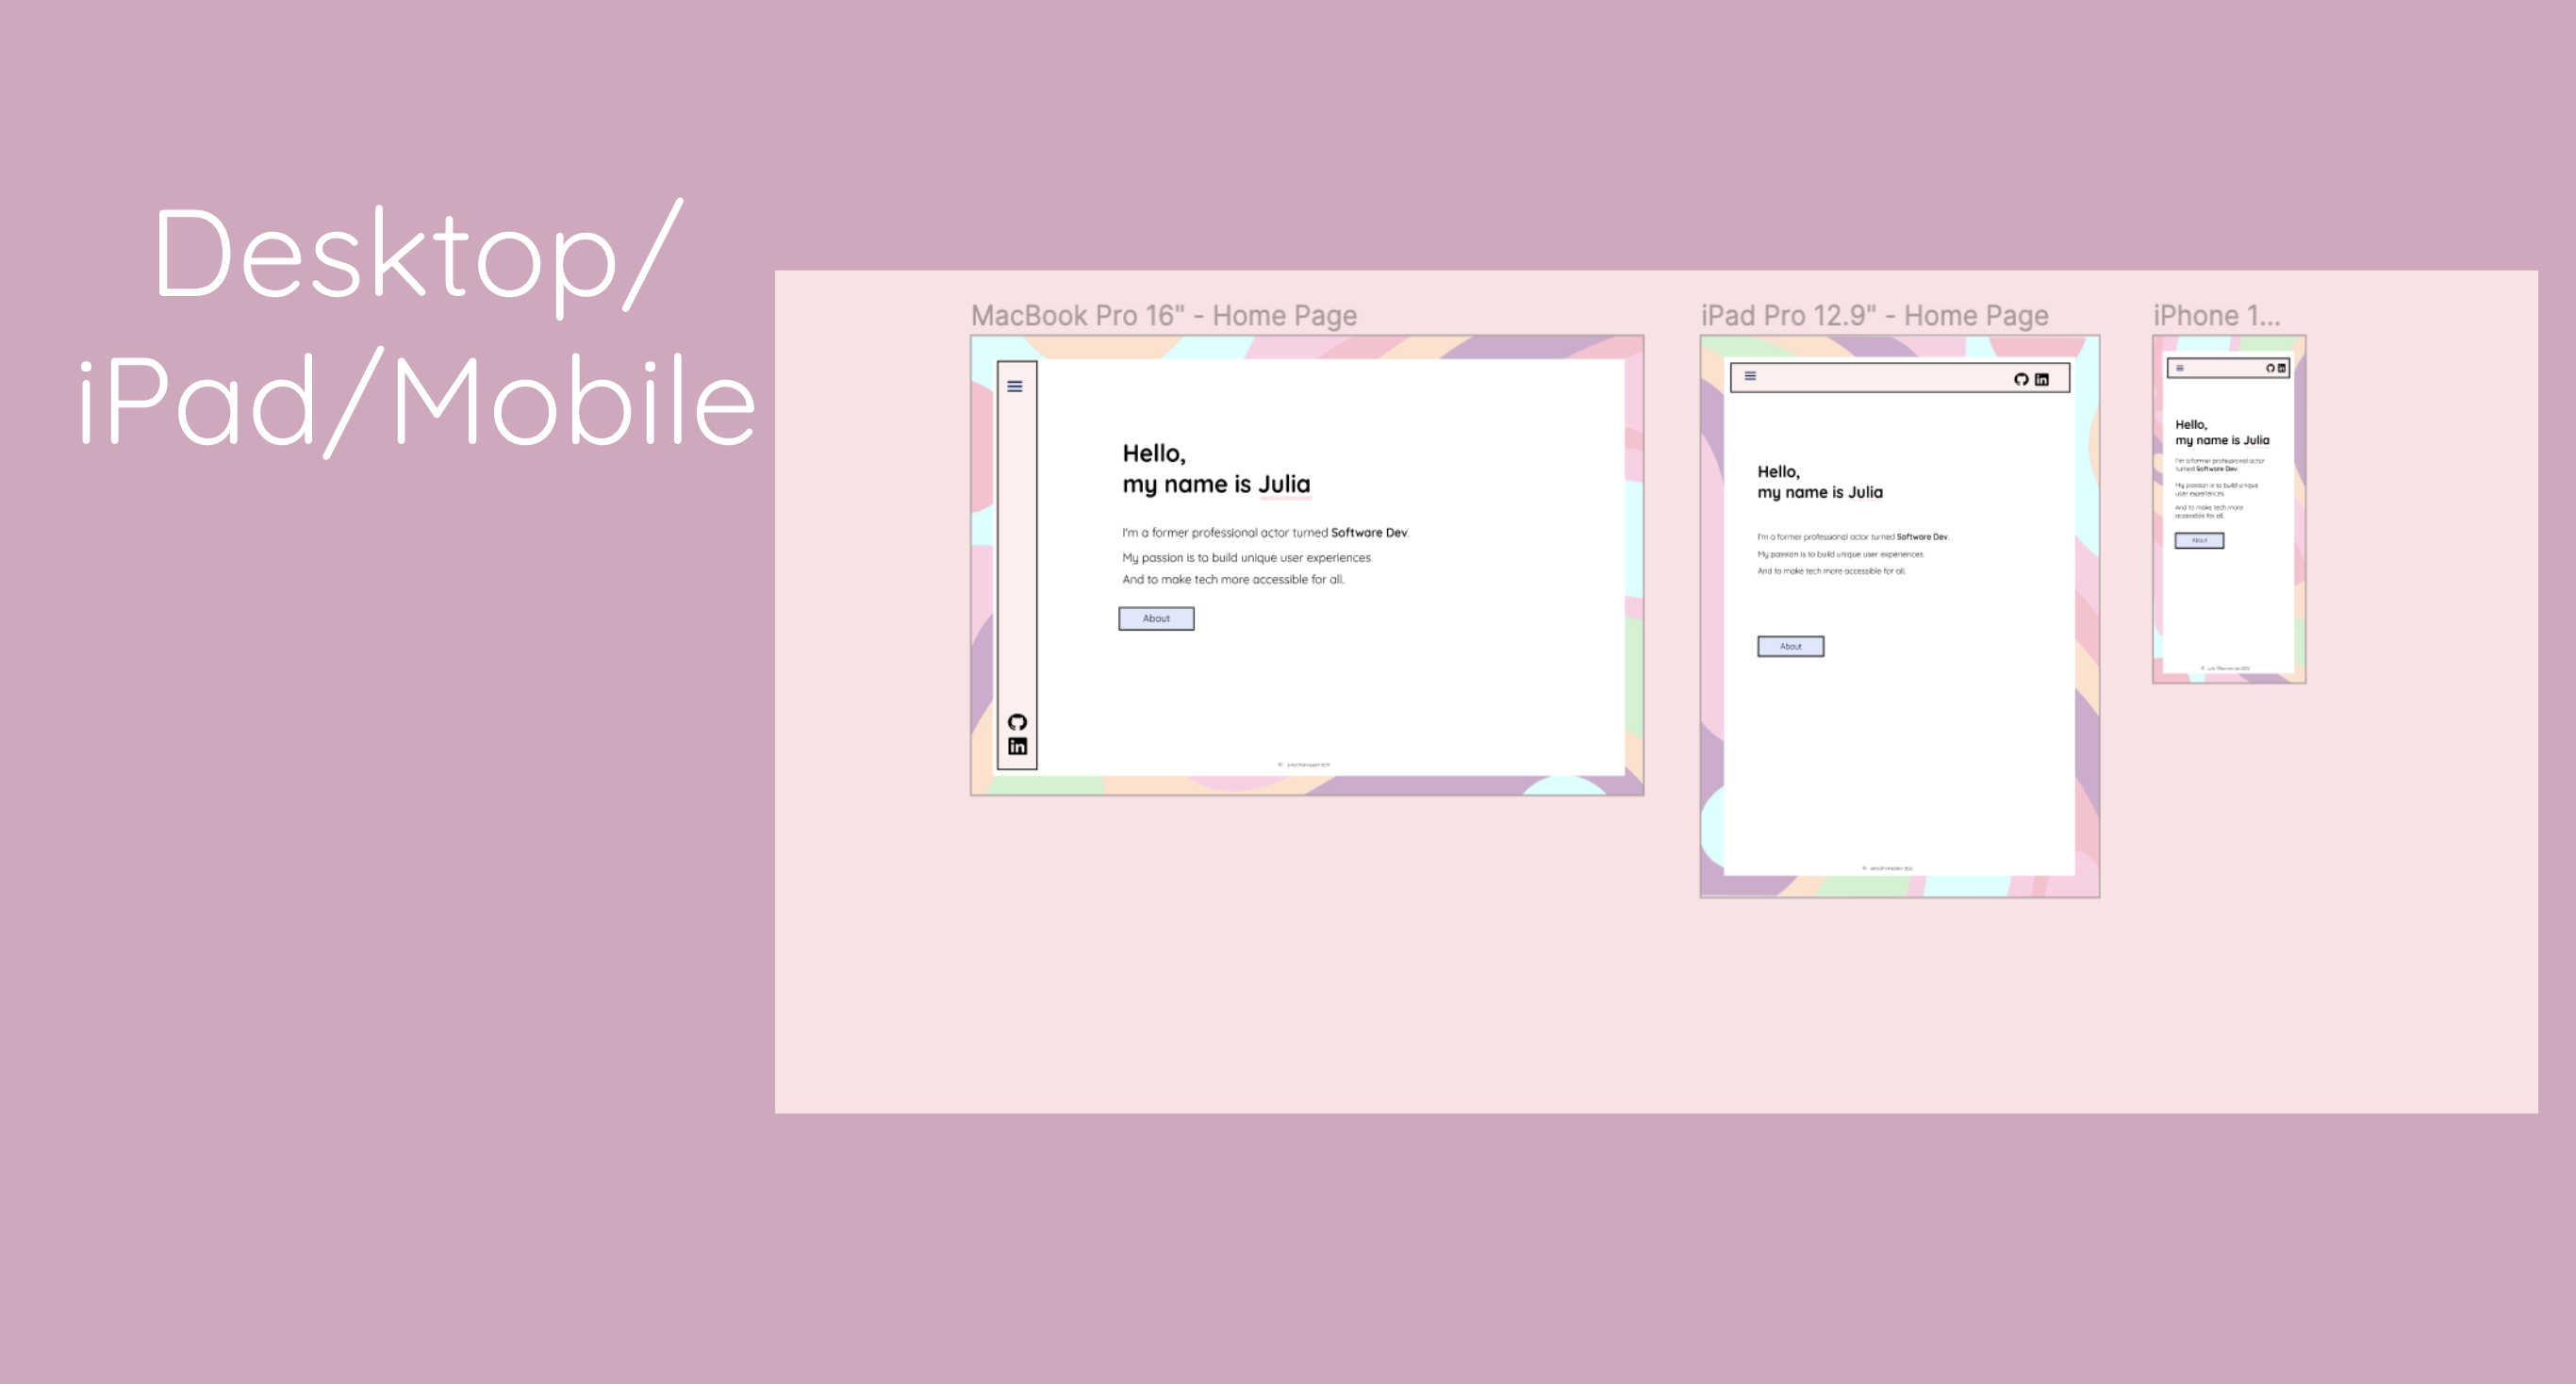 Desktop/
iPad/Mobile
MacBook Pro 16" - Home Page
Hello,
my name is Julia
I'm a former professional actor turned Software Dev.
My passion is to build unique user experiences.
And to make tech more accessible for all.
About
©
iPad Pro 12.9" - Home Page
Hello,
my name is Julia
I'm a former professional actor turned Software Dev.
My passion is to build unique user experiences.
And to make tech more accessible for all.
About
©
iPhone 1...
Hello,
my name is Julia
I'm a former professional actor
turned Software Dev
My passion is to build unique
user experiences.
And to make tech more
accessible for all.
About
©